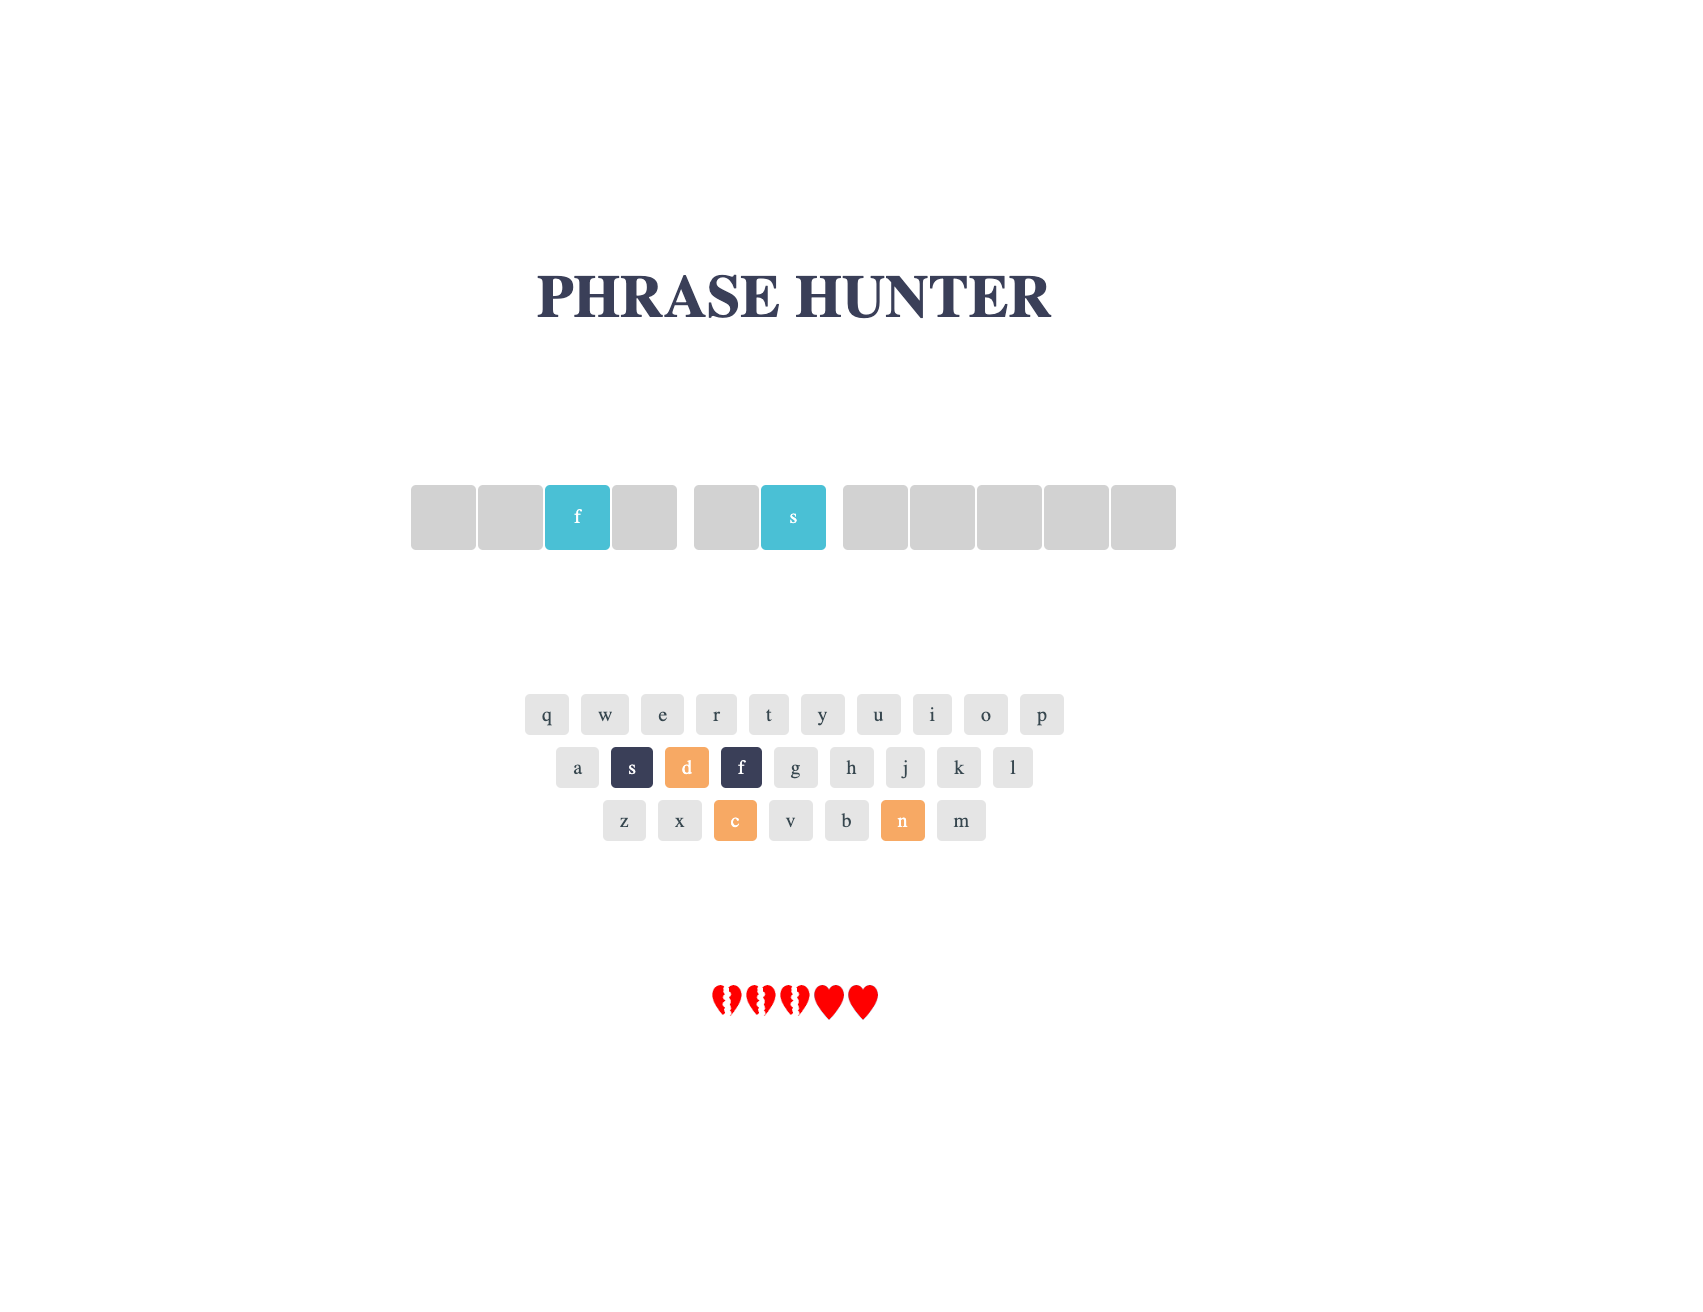 PHRASE HUNTER
f s
q w e r t y u i o p
a s d f g h j k l
z x c v b n m